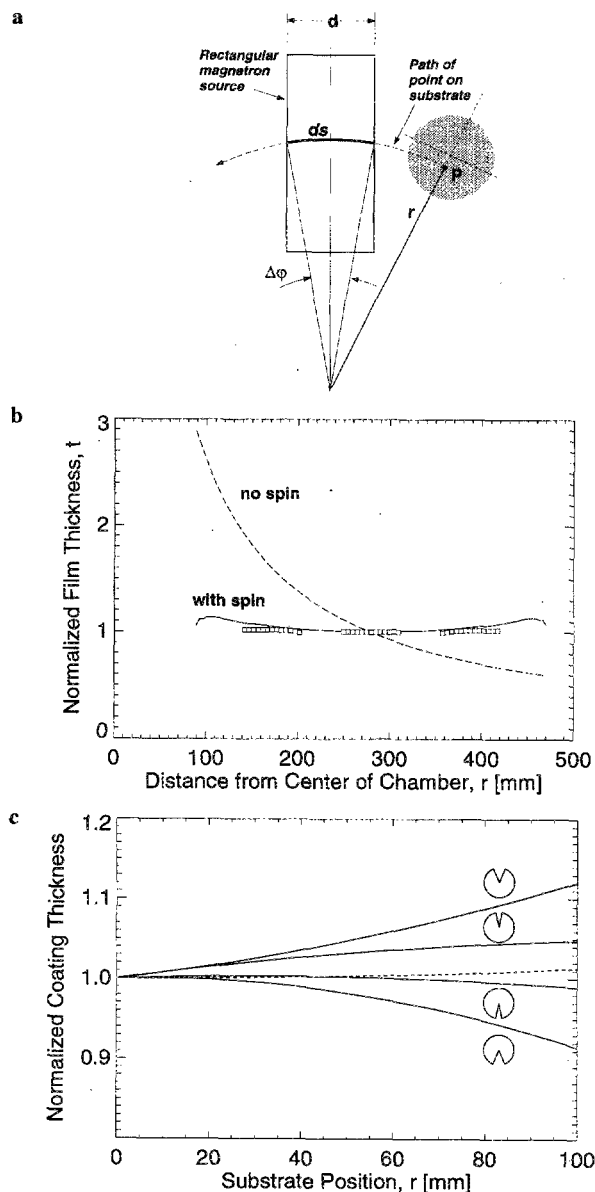 a
d
Rectangular
magnetron
source
Path of
point on
substrate
ds
p
r
Δφ
b
Normalized Film Thickness, t
3
2
1
0
no spin
with spin
0 100 200 300 400 500
Distance from Center of Chamber, r [mm]
c
Normalized Coating Thickness
1.2
1.1
1.0
0.9
0 20 40 60 80 100
Substrate Position, r [mm]